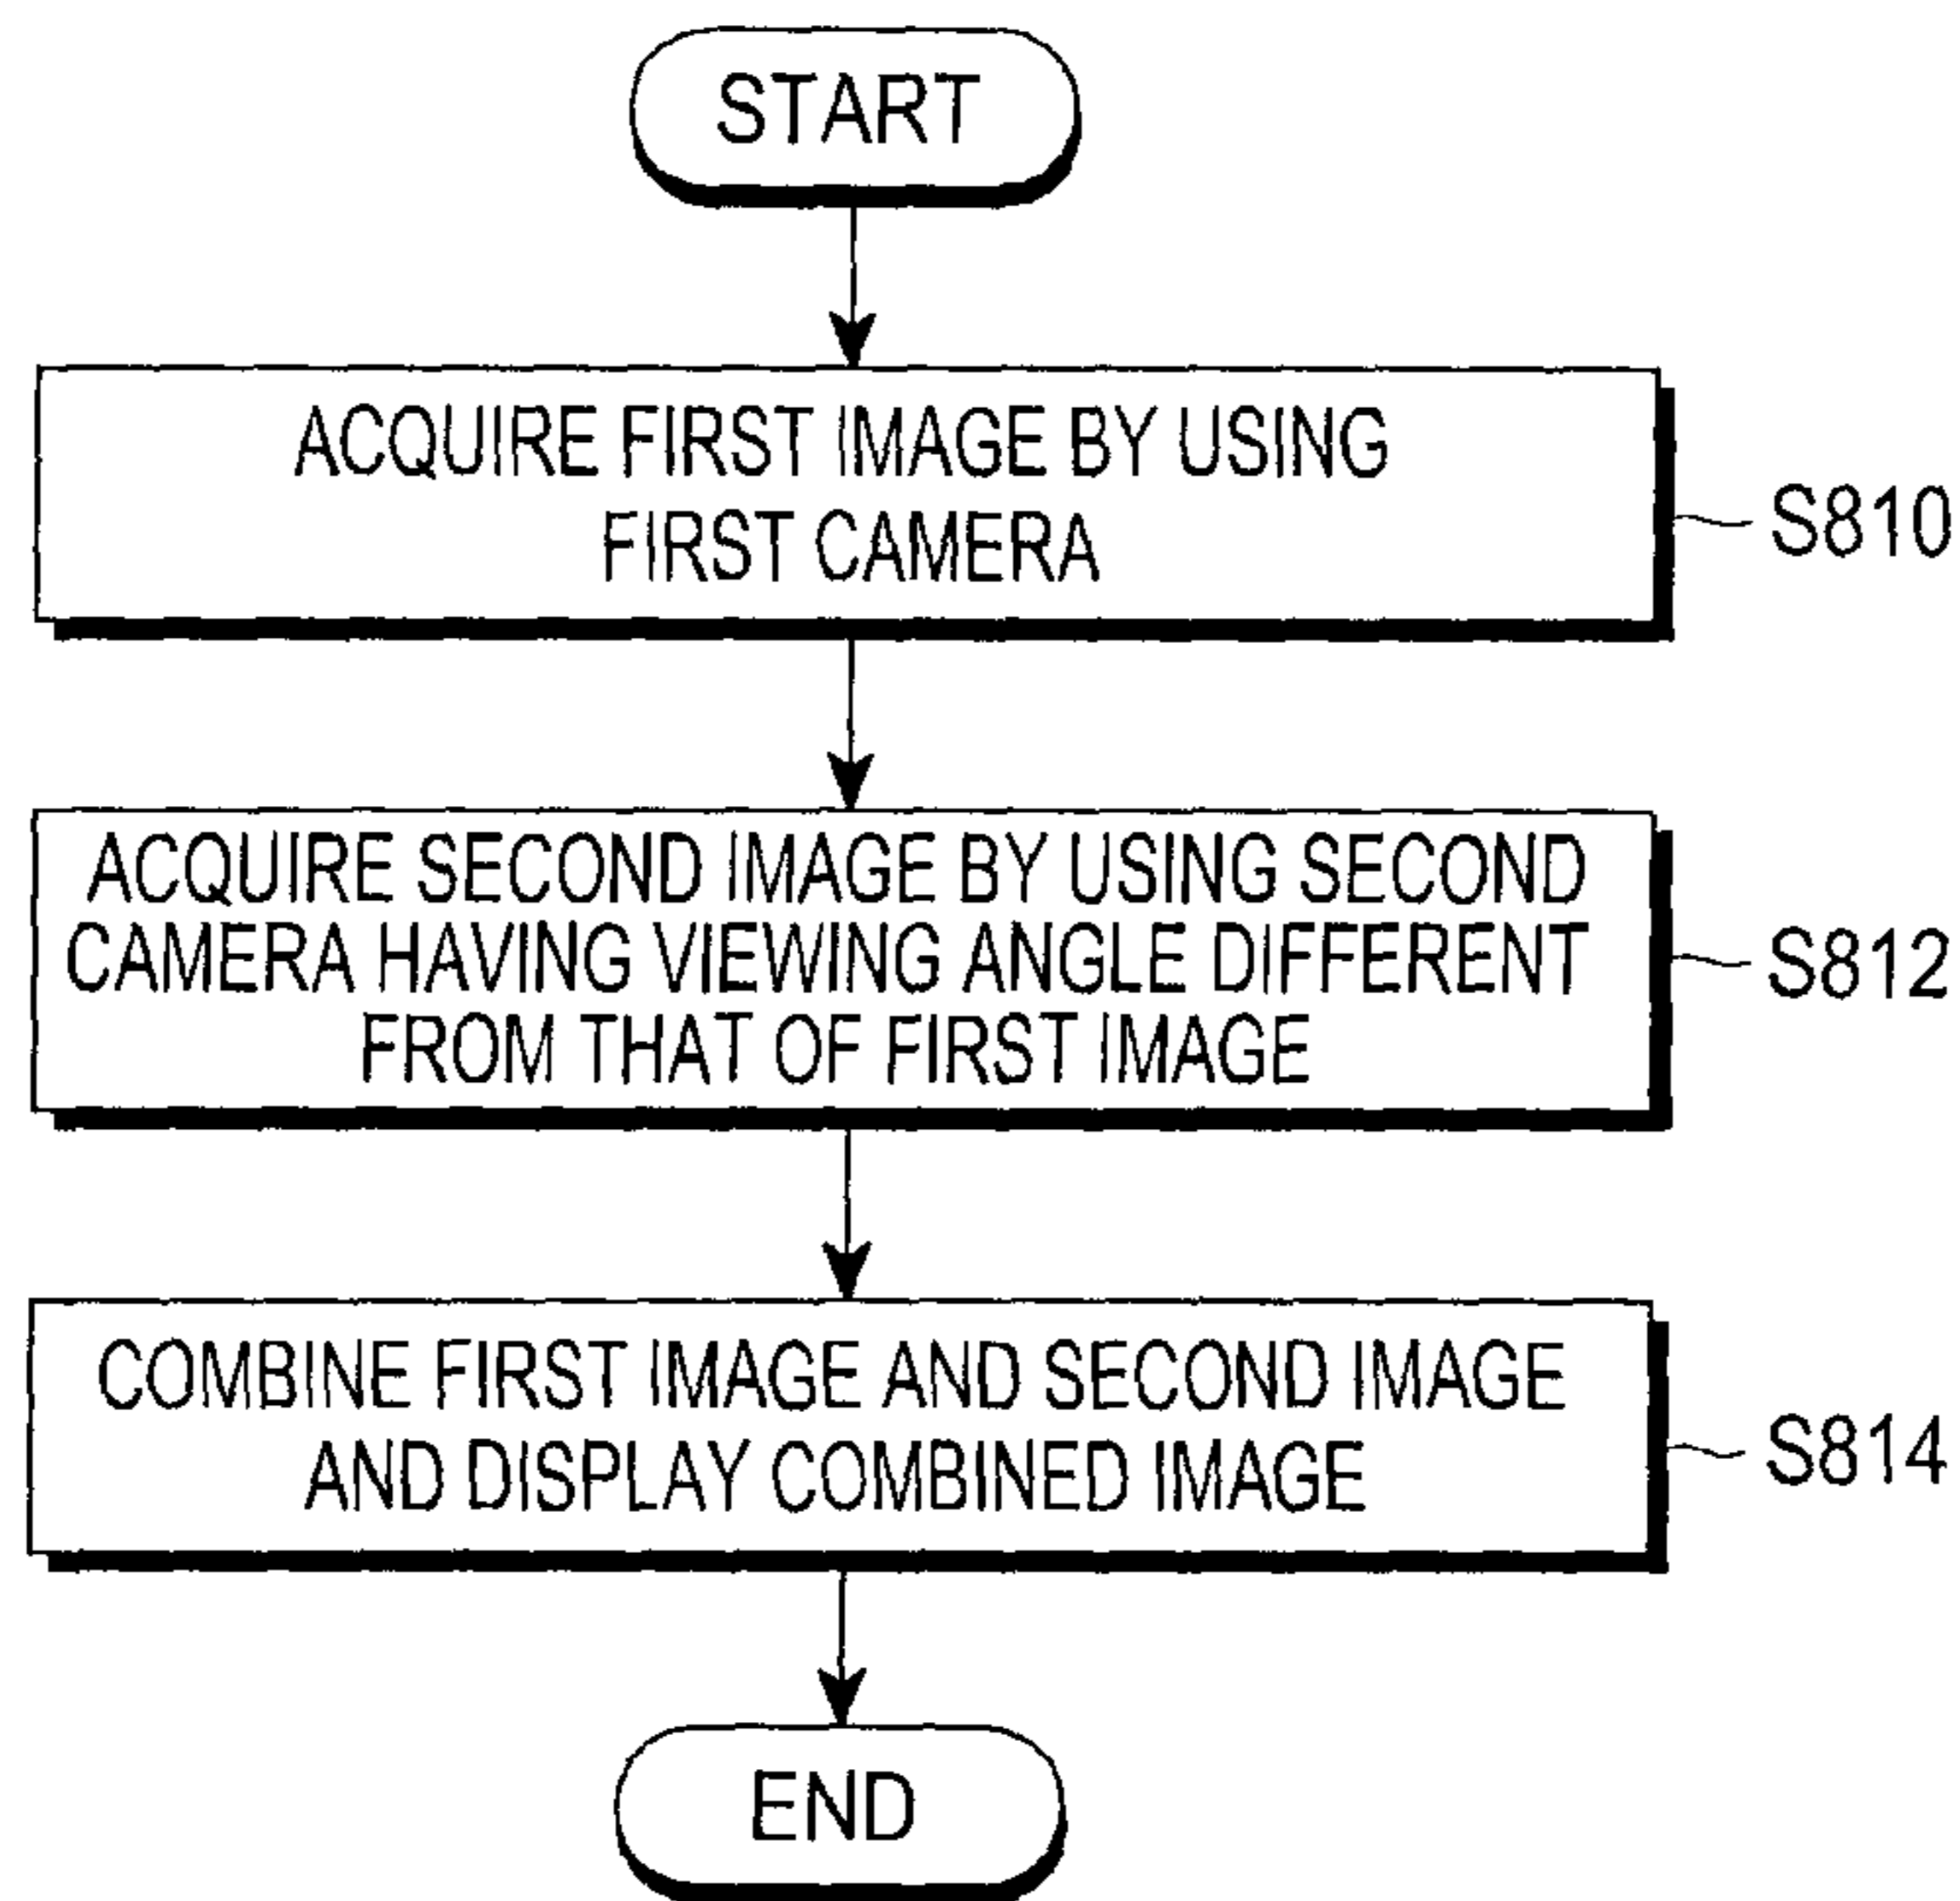 START
ACQUIRE FIRST IMAGE BY USING
FIRST CAMERA
S810
ACQUIRE SECOND IMAGE BY USING SECOND
CAMERA HAVING VIEWING ANGLE DIFFERENT
FROM THAT OF FIRST IMAGE
S812
COMBINE FIRST IMAGE AND SECOND IMAGE
AND DISPLAY COMBINED IMAGE
S814
END